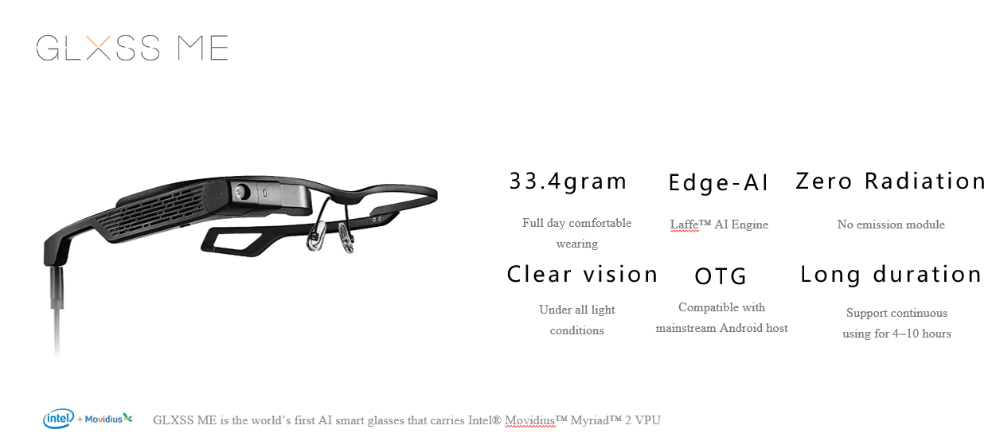 GLXSS ME
33.4gram
Edge-AI
Zero Radiation
Full day comfortable
wearing
Laffe™ AI Engine
No emission module
Clear vision
OTG
Long duration
Under all light
conditions
Compatible with
mainstream Android host
Support continuous
using for 4~10 hours
intel + Movidius
GLXSS ME is the world’s first AI smart glasses that carries Intel® Movidius™ Myriad™ 2 VPU